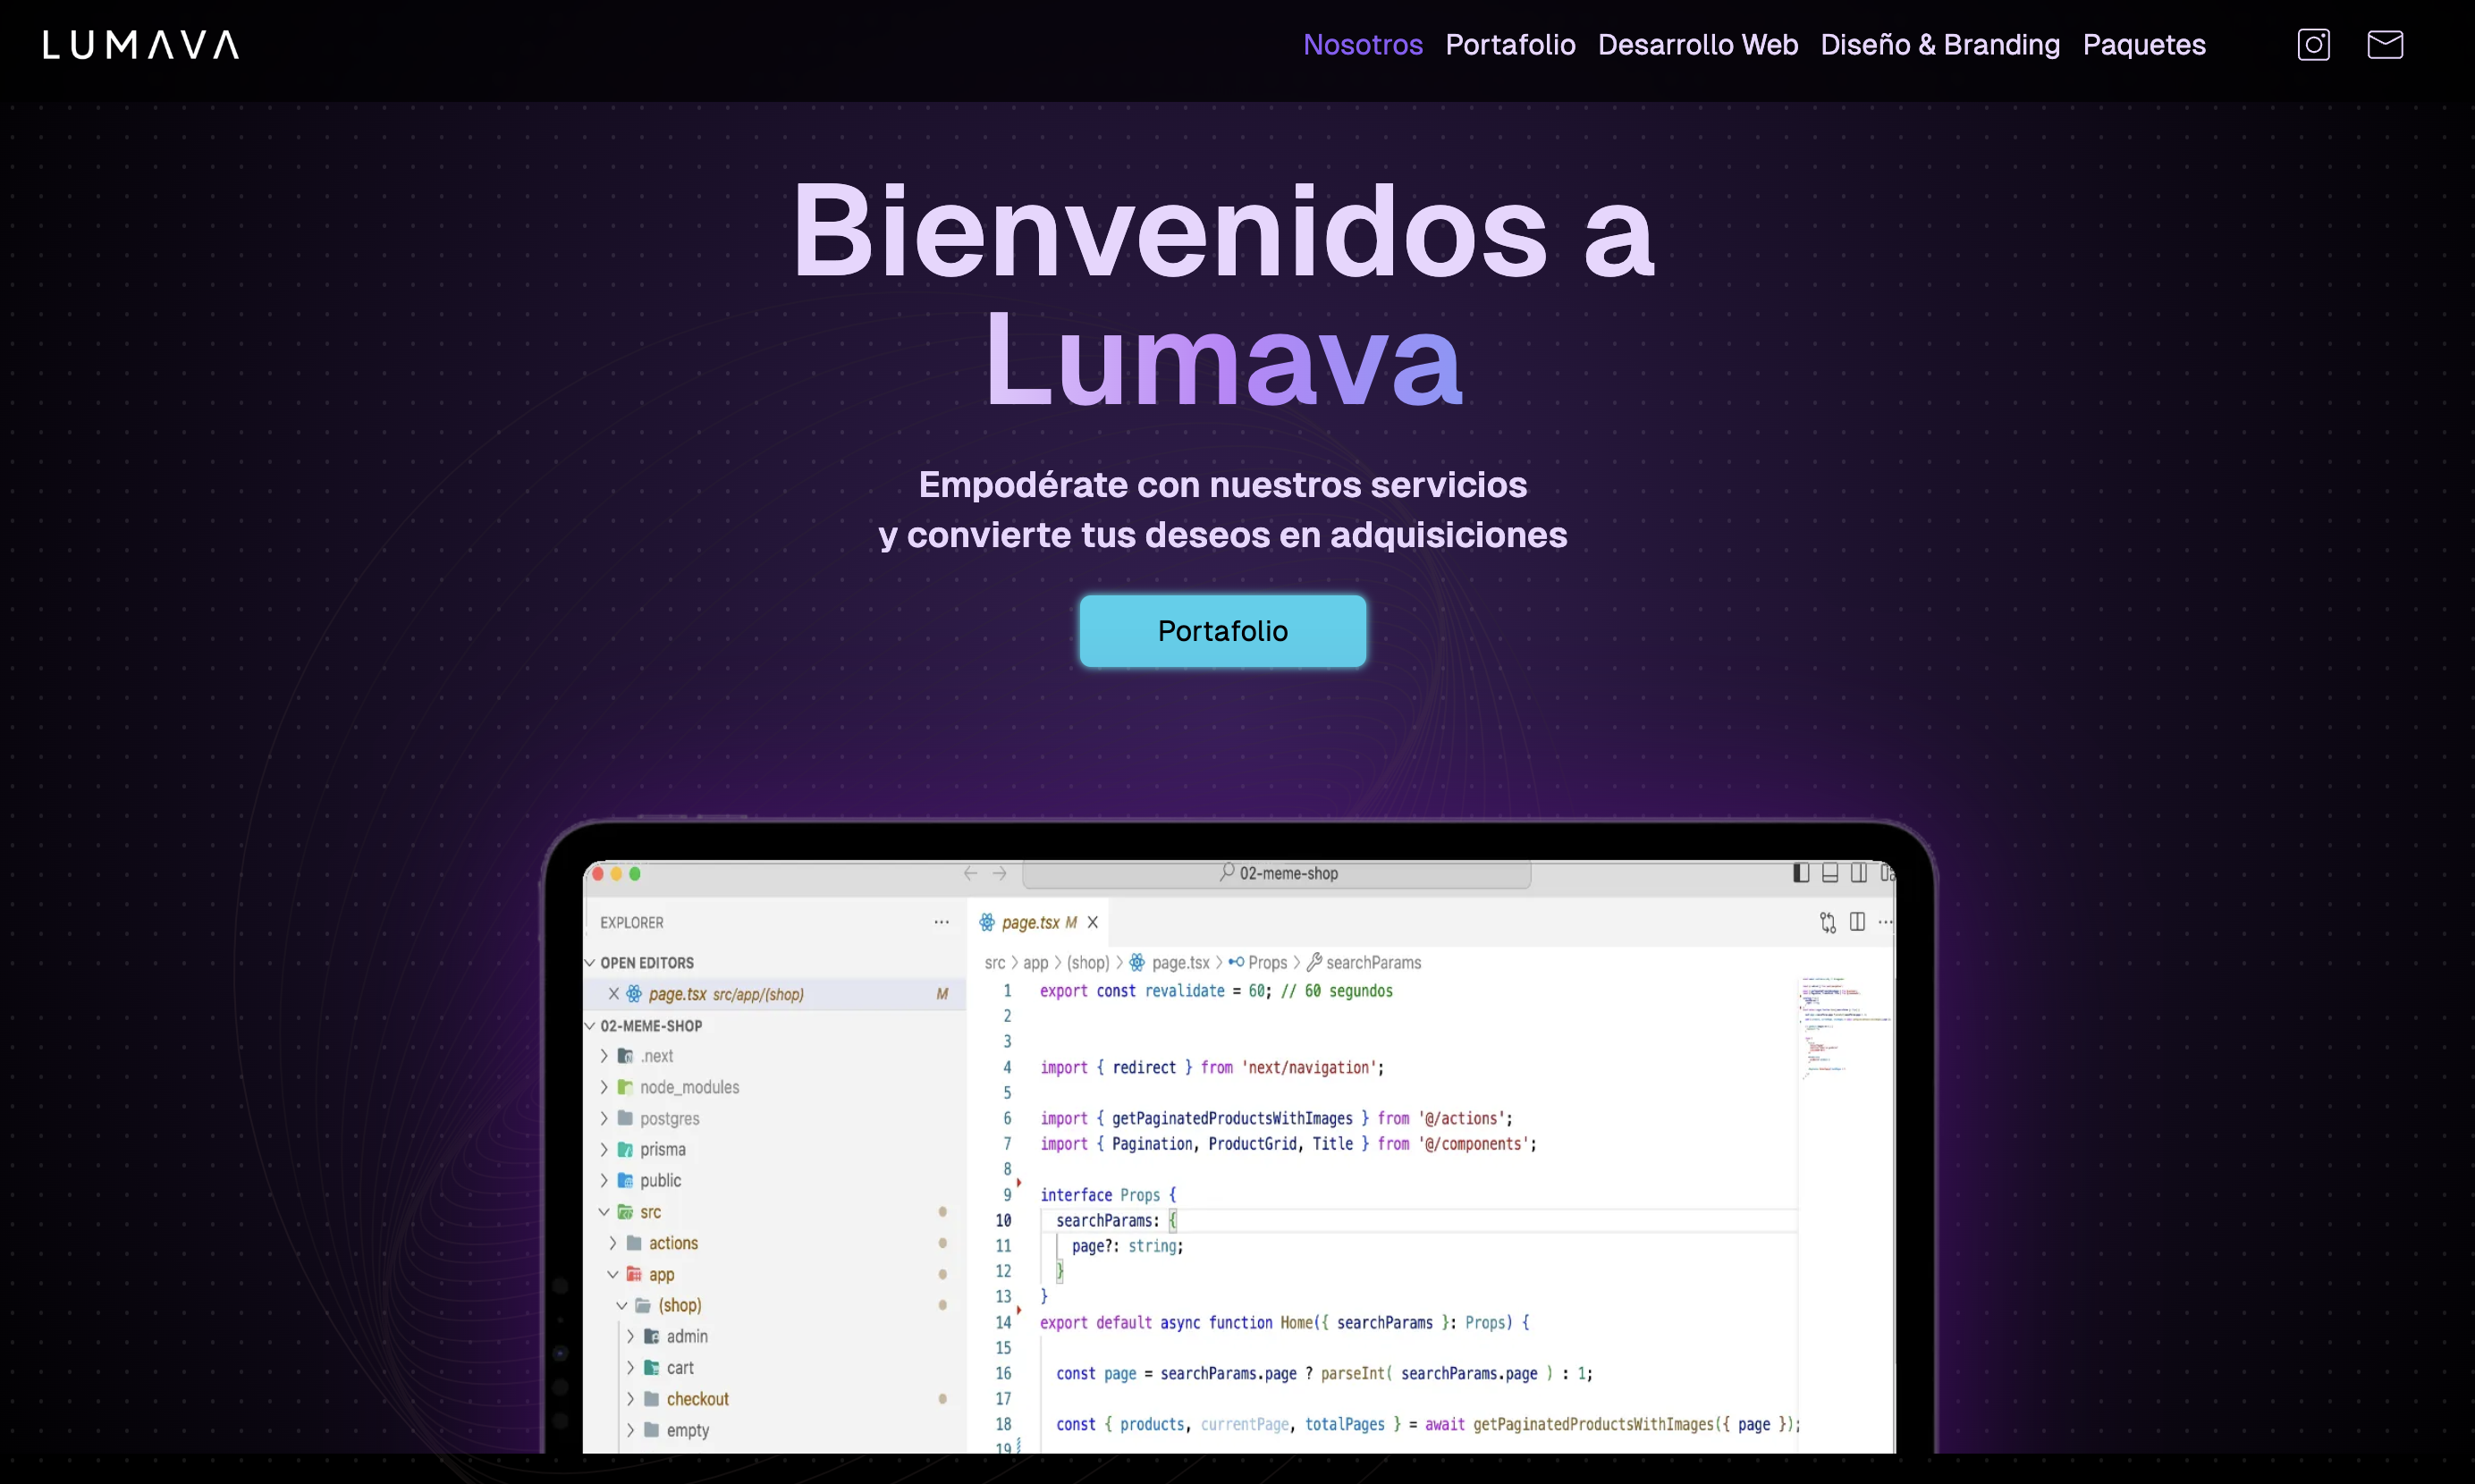 LUMAVA
Nosotros Portafolio Desarrollo Web Diseño & Branding Paquetes
Bienvenidos a
Lumava
Empodérate con nuestros servicios
y convierte tus deseos en adquisiciones
Portafolio
02-meme-shop
EXPLORER
OPEN EDITORS
page.tsx src/app/(shop) M
02-MEME-SHOP
.next
node_modules
postgres
prisma
public
src
actions
app
(shop)
admin
cart
checkout
empty
page.tsx M
src > app > (shop) > page.tsx > Props > searchParams
1 export const revalidate = 60; // 60 segundos
2
3
4 import { redirect } from 'next/navigation';
5
6 import { getPaginatedProductsWithImages } from '@/actions';
7 import { Pagination, ProductGrid, Title } from '@/components';
8
9 interface Props {
10 searchParams: {
11 page?: string;
12 }
13 }
14 export default async function Home({ searchParams }: Props) {
15
16 const page = searchParams.page ? parseInt( searchParams.page ) : 1;
17
18 const { products, currentPage, totalPages } = await getPaginatedProductsWithImages({ page });
19